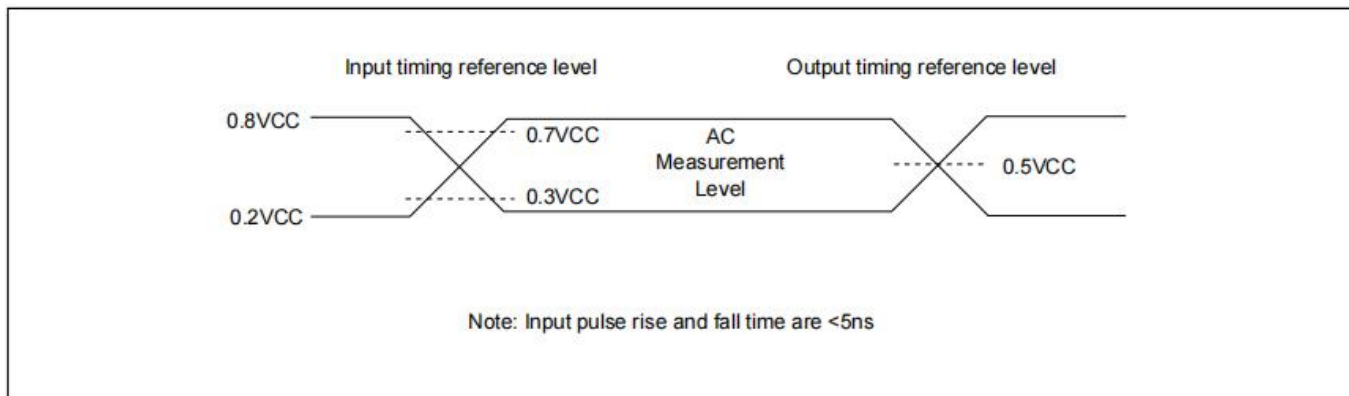 Input timing reference level
Output timing reference level
0.8VCC
0.7VCC
AC
Measurement
Level
0.5VCC
0.3VCC
0.2VCC
Note: Input pulse rise and fall time are <5ns